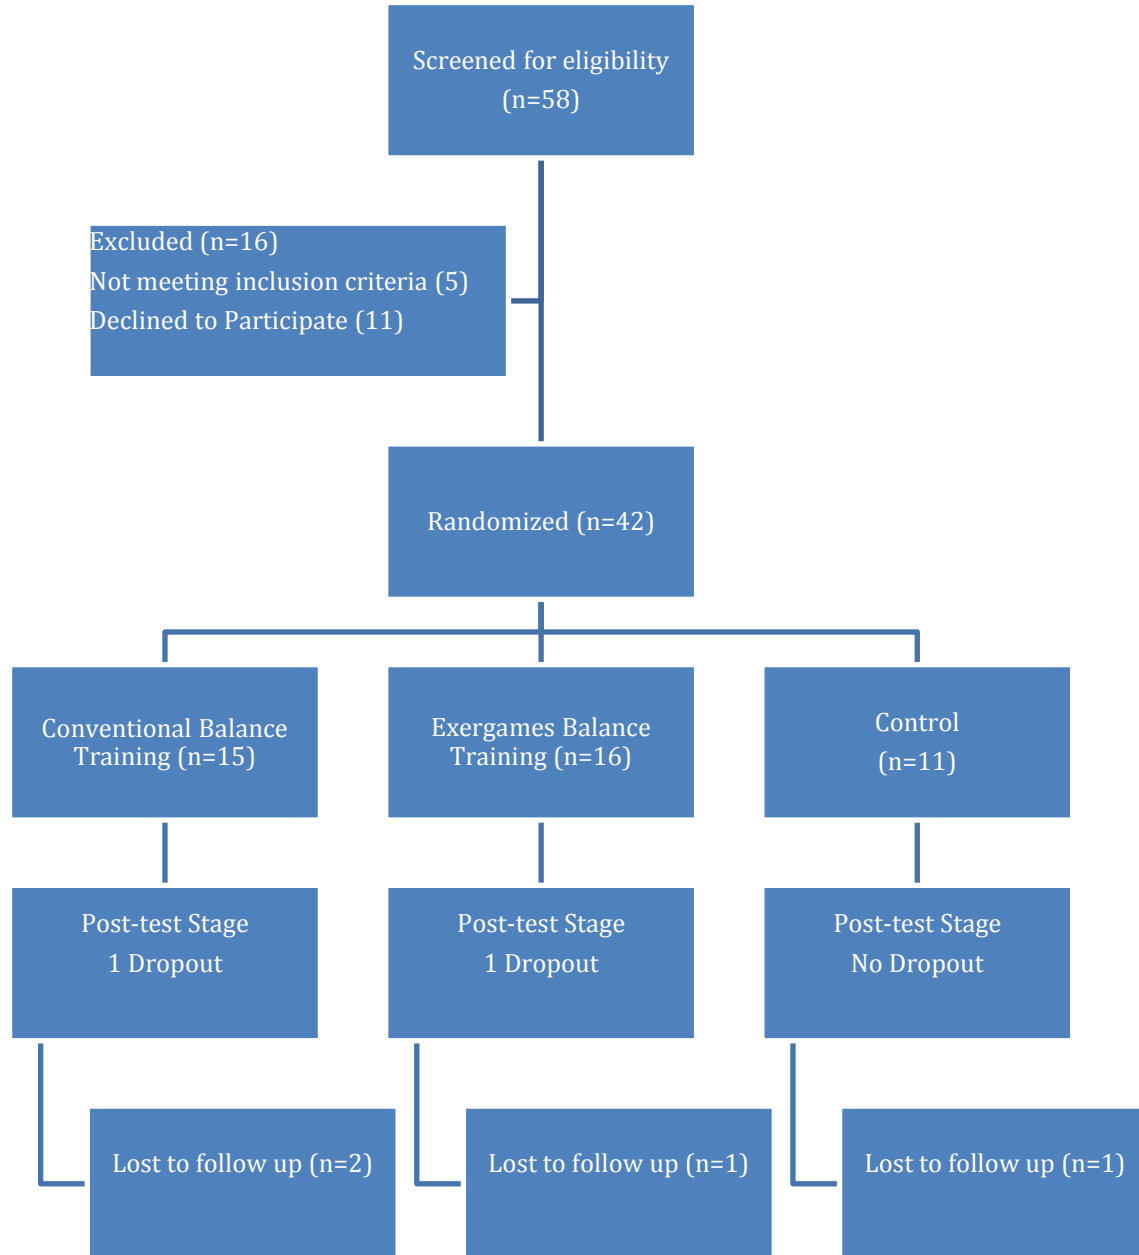 Screened for eligibility
(n=58)
Excluded (n=16)
Not meeting inclusion criteria (5)
Declined to Participate (11)
Randomized (n=42)
Conventional Balance
Training (n=15)
Exergames Balance
Training (n=16)
Control
(n=11)
Post-test Stage
1 Dropout
Post-test Stage
1 Dropout
Post-test Stage
No Dropout
Lost to follow up (n=2)
Lost to follow up (n=1)
Lost to follow up (n=1)